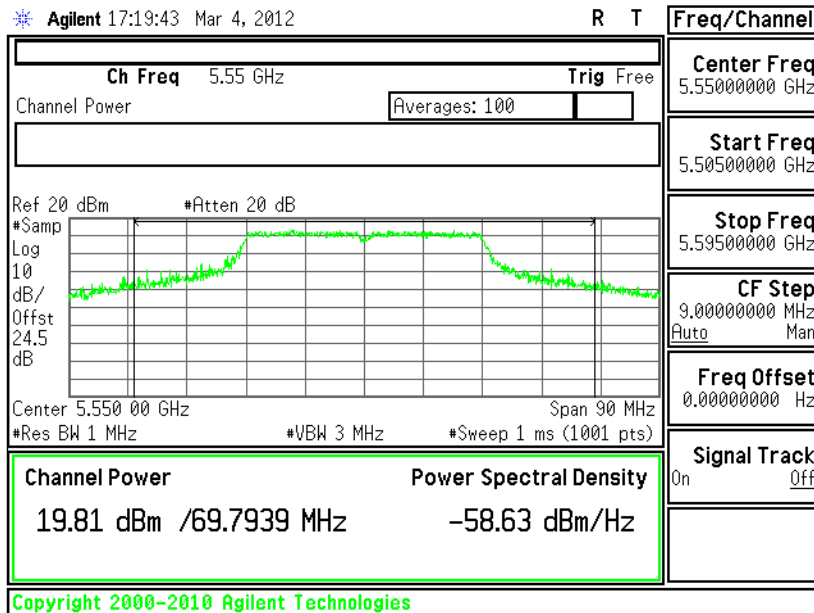 Agilent 17:19:43 Mar 4, 2012 R T
Freq/Channel
Ch Freq 5.55 GHz Trig Free
Channel Power Averages: 100
Center Freq
5.55000000 GHz
Start Freq
5.50500000 GHz
Stop Freq
5.59500000 GHz
CF Step
9.00000000 MHz
Auto Man
Freq Offset
0.00000000 Hz
Signal Track
On Off
Ref 20 dBm #Atten 20 dB
#Samp
Log
10
dB/
Offst
24.5
dB
Center 5.550 00 GHz Span 90 MHz
#Res BW 1 MHz #VBW 3 MHz #Sweep 1 ms (1001 pts)
Channel Power Power Spectral Density
19.81 dBm /69.7939 MHz -58.63 dBm/Hz
Copyright 2000-2010 Agilent Technologies